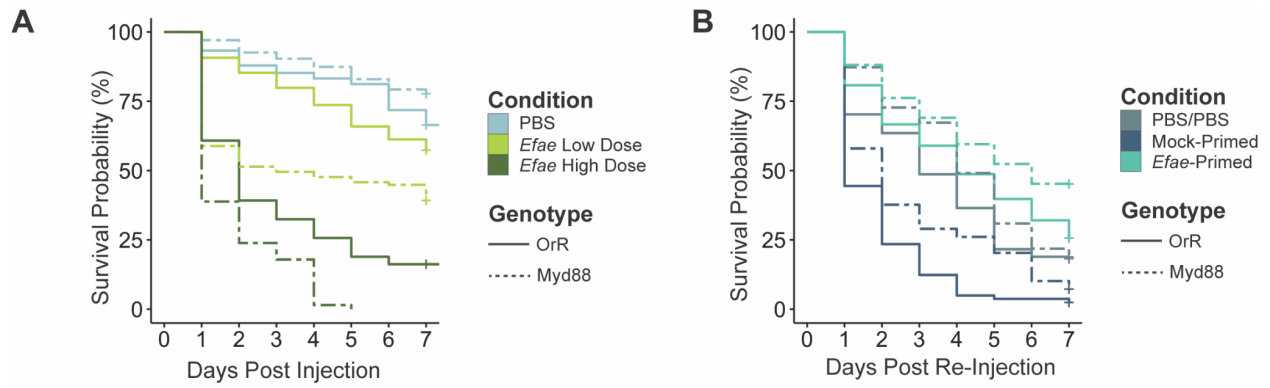 A
Survival Probability (%)
100
75
50
25
0
0 1 2 3 4 5 6 7
Days Post Injection
Condition
PBS
Efae Low Dose
Efae High Dose
Genotype
OrR
Myd88
B
Survival Probability (%)
100
75
50
25
0
0 1 2 3 4 5 6 7
Days Post Re-Injection
Condition
PBS/PBS
Mock-Primed
Efae-Primed
Genotype
OrR
Myd88